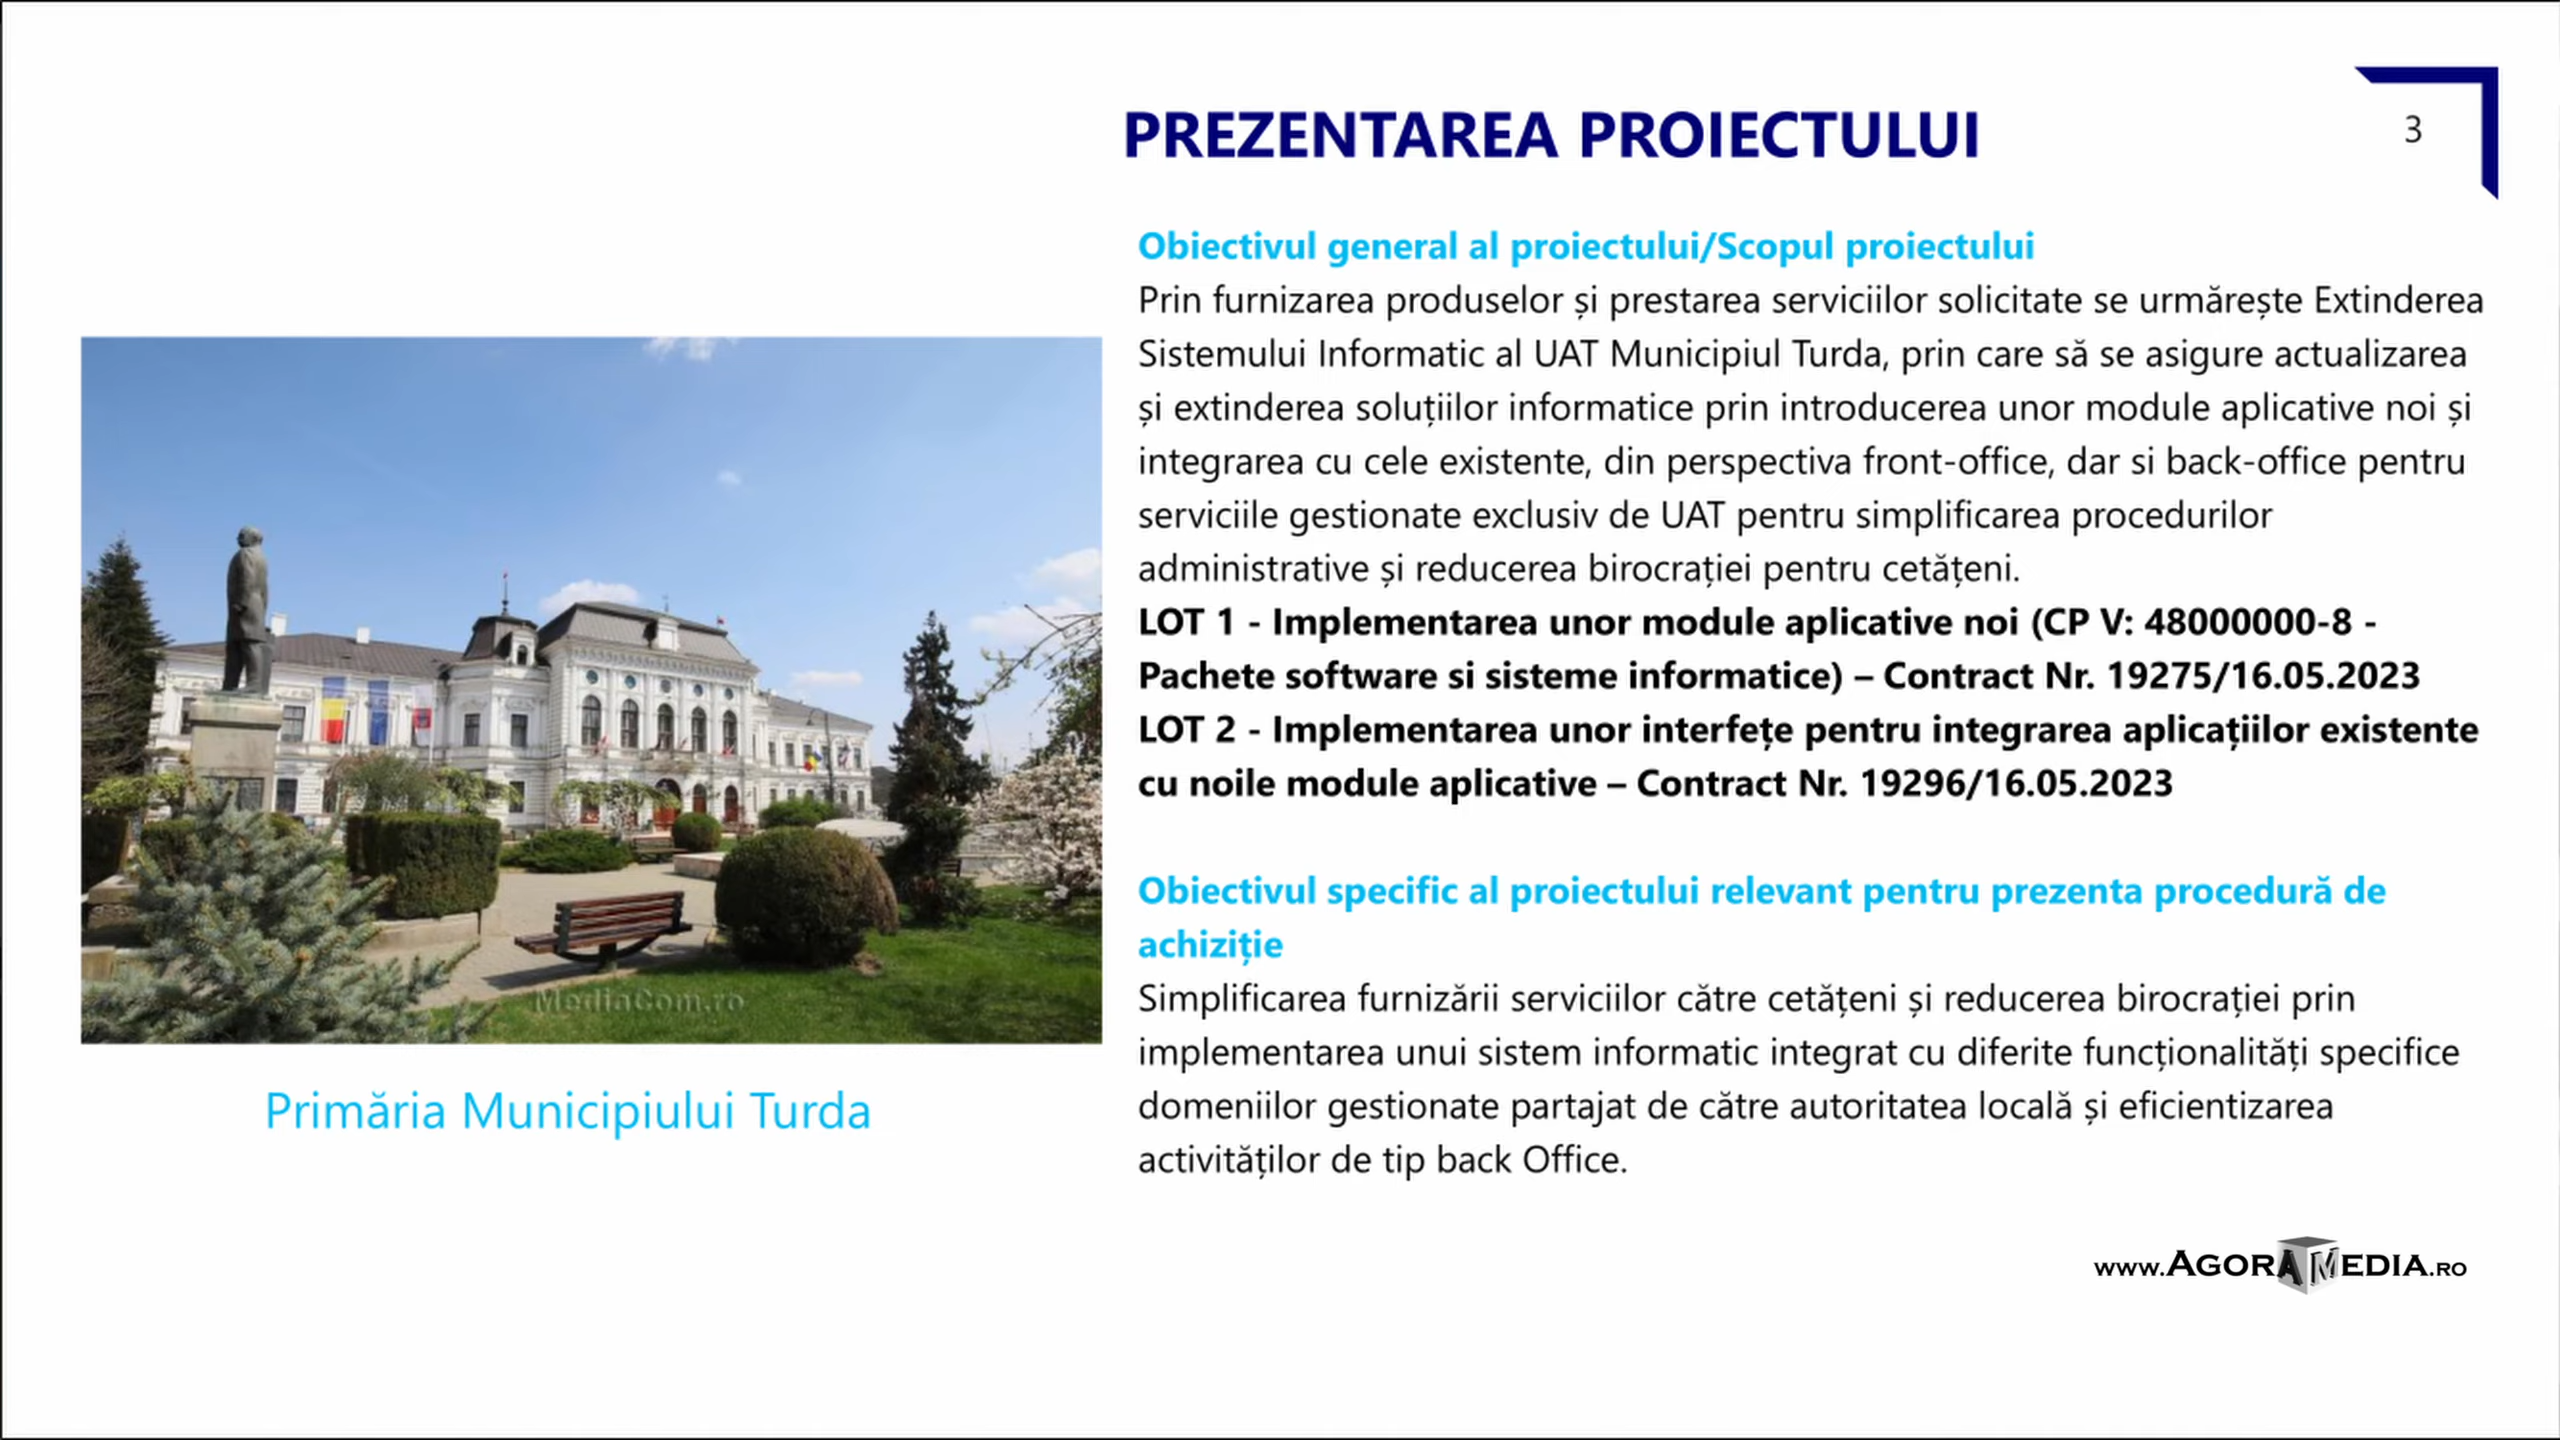 PREZENTAREA PROIECTULUI
3
Obiectivul general al proiectului/Scopul proiectului
Prin furnizarea produselor și prestarea serviciilor solicitate se urmărește Extinderea
Sistemului Informatic al UAT Municipiul Turda, prin care să se asigure actualizarea
și extinderea soluțiilor informatice prin introducerea unor module aplicative noi și
integrarea cu cele existente, din perspectiva front-office, dar si back-office pentru
serviciile gestionate exclusiv de UAT pentru simplificarea procedurilor
administrative și reducerea birocrației pentru cetățeni.
LOT 1 - Implementarea unor module aplicative noi (CP V: 48000000-8 -
Pachete software si sisteme informatice) – Contract Nr. 19275/16.05.2023
LOT 2 - Implementarea unor interfețe pentru integrarea aplicațiilor existente
cu noile module aplicative – Contract Nr. 19296/16.05.2023
Obiectivul specific al proiectului relevant pentru prezenta procedură de
achiziție
Simplificarea furnizării serviciilor către cetățeni și reducerea birocrației prin
implementarea unui sistem informatic integrat cu diferite funcționalități specifice
domeniilor gestionate partajat de către autoritatea locală și eficientizarea
activităților de tip back Office.
MediaCom.ro
Primăria Municipiului Turda
www.AGORAMEDIA.RO